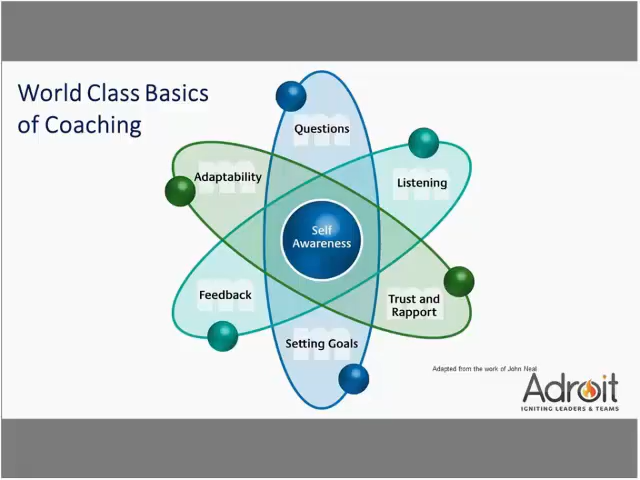 World Class Basics
of Coaching
Questions
Adaptability
Listening
Self
Awareness
Feedback
Trust and
Rapport
Setting Goals
Adapted from the work of John Neal
Adroit
IGNITING LEADERS & TEAMS